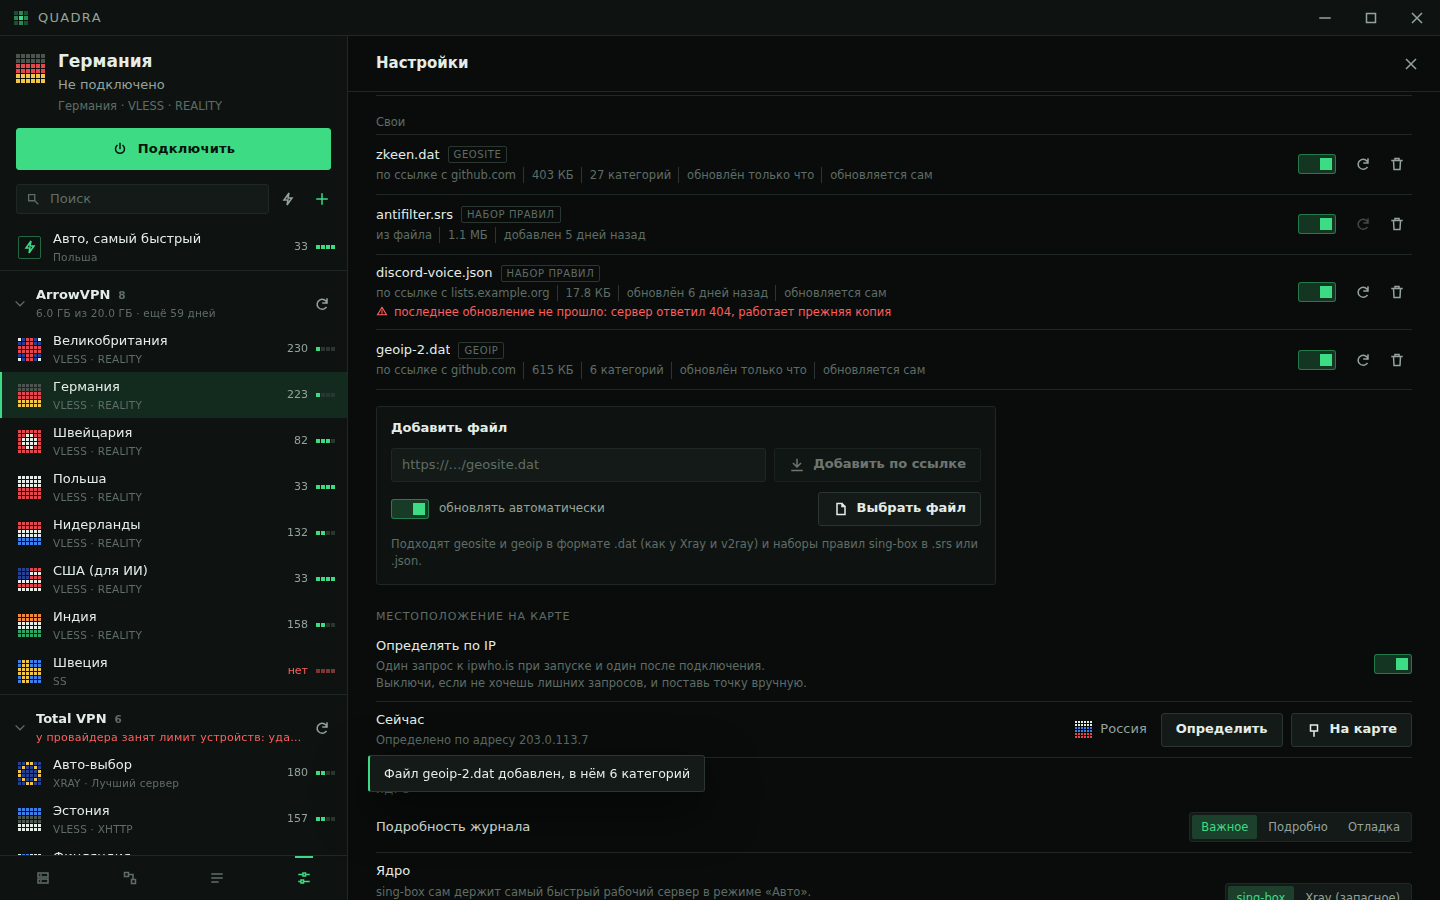 QUADRA
Германия
Не подключено
Германия · VLESS · REALITY
Подключить
Поиск
Авто, самый быстрый
Польша
33
ArrowVPN 8
6.0 ГБ из 20.0 ГБ · ещё 59 дней
Великобритания
VLESS · REALITY
230
Германия
VLESS · REALITY
223
Швейцария
VLESS · REALITY
82
Польша
VLESS · REALITY
33
Нидерланды
VLESS · REALITY
132
США (для ИИ)
VLESS · REALITY
33
Индия
VLESS · REALITY
158
Швеция
SS
нет
Total VPN 6
у провайдера занят лимит устройств: уда...
Авто-выбор
XRAY · Лучший сервер
180
Эстония
VLESS · XHTTP
157
Настройки
Свои
zkeen.dat GEOSITE
по ссылке с github.com 403 КБ 27 категорий обновлён только что обновляется сам
antifilter.srs НАБОР ПРАВИЛ
из файла 1.1 МБ добавлен 5 дней назад
discord-voice.json НАБОР ПРАВИЛ
по ссылке с lists.example.org 17.8 КБ обновлён 6 дней назад обновляется сам
последнее обновление не прошло: сервер ответил 404, работает прежняя копия
geoip-2.dat GEOIP
по ссылке с github.com 615 КБ 6 категорий обновлён только что обновляется сам
Добавить файл
https://.../geosite.dat
Добавить по ссылке
обновлять автоматически
Выбрать файл
Подходят geosite и geoip в формате .dat (как у Xray и v2ray) и наборы правил sing-box в .srs или
.json.
МЕСТОПОЛОЖЕНИЕ НА КАРТЕ
Определять по IP
Один запрос к ipwho.is при запуске и один после подключения.
Выключи, если не хочешь лишних запросов, и поставь точку вручную.
Сейчас
Определено по адресу 203.0.113.7
Россия
Определить
На карте
Файл geoip-2.dat добавлен, в нём 6 категорий
Подробность журнала
Важное Подробно Отладка
Ядро
sing-box сам держит самый быстрый рабочий сервер в режиме «Авто».
sing-box Xray (запасное)